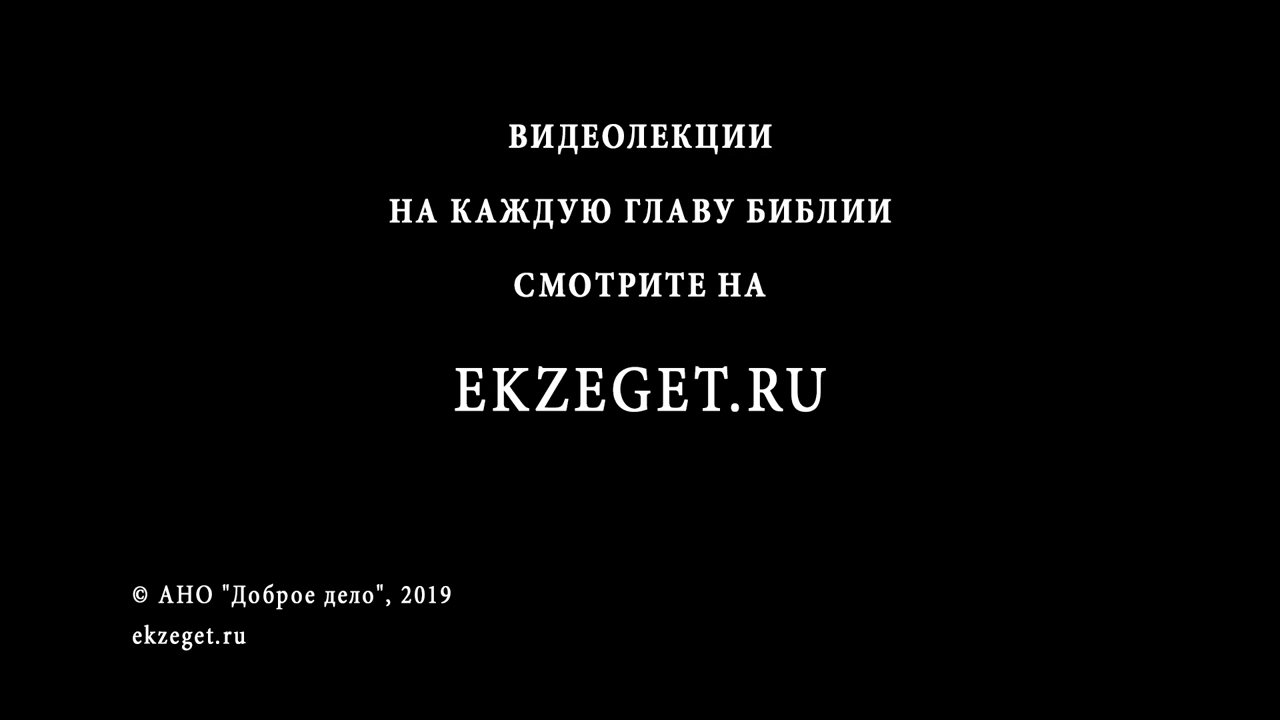 ВИДЕОЛЕКЦИИ
НА КАЖДУЮ ГЛАВУ БИБЛИИ
СМОТРИТЕ НА
EKZEGET.RU
© АНО "Доброе дело", 2019
ekzeget.ru